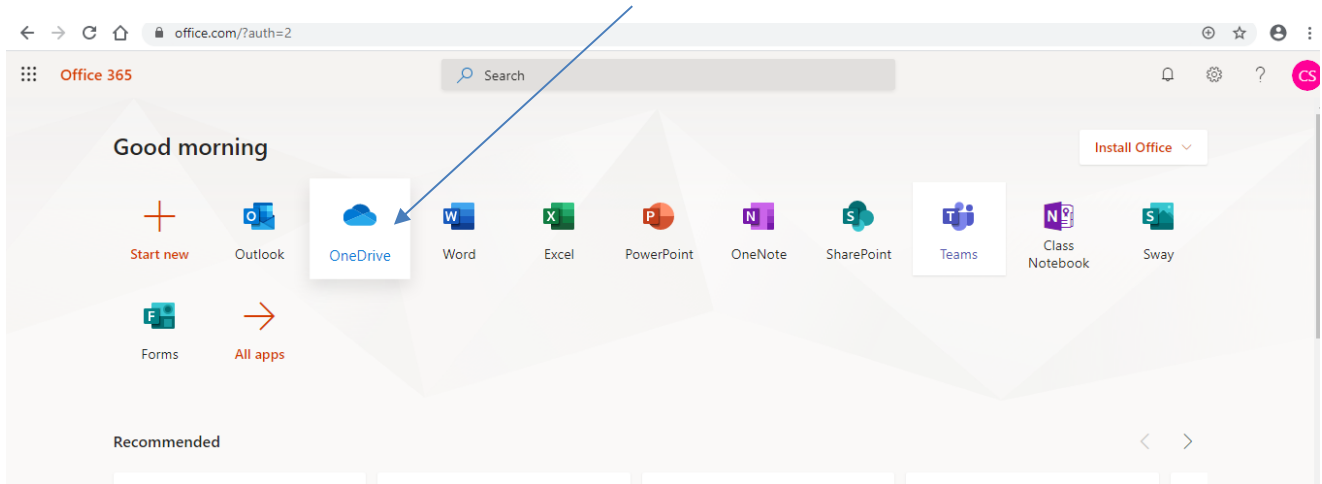 office.com/?auth=2
Office 365
Search
?
CS
Good morning
Install Office
Start new
O
Outlook
OneDrive
W
Word
X
Excel
P
PowerPoint
N
OneNote
S
SharePoint
T
Teams
N
Class
Notebook
S
Sway
F
Forms
All apps
Recommended